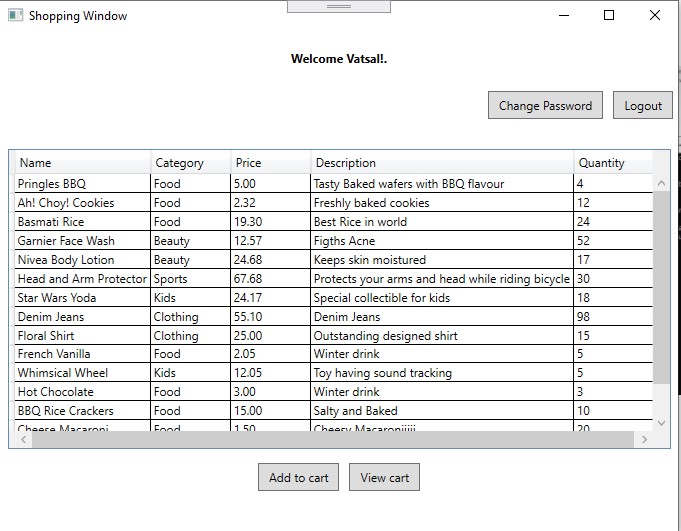 Shopping Window
Welcome Vatsal!.
Change Password Logout
Name Category Price Description Quantity
Pringles BBQ Food 5.00 Tasty Baked wafers with BBQ flavour 4
Ah! Choy! Cookies Food 2.32 Freshly baked cookies 12
Basmati Rice Food 19.30 Best Rice in world 24
Garnier Face Wash Beauty 12.57 Figths Acne 52
Nivea Body Lotion Beauty 24.68 Keeps skin moistured 17
Head and Arm Protector Sports 67.68 Protects your arms and head while riding bicycle 30
Star Wars Yoda Kids 24.17 Special collectible for kids 18
Denim Jeans Clothing 55.10 Denim Jeans 98
Floral Shirt Clothing 25.00 Outstanding designed shirt 15
French Vanilla Food 2.05 Winter drink 5
Whimsical Wheel Kids 12.05 Toy having sound tracking 5
Hot Chocolate Food 3.00 Winter drink 3
BBQ Rice Crackers Food 15.00 Salty and Baked 10
Cheese Macaroni Food 1.50 Cheesy Macaroniiiii 20
Add to cart View cart